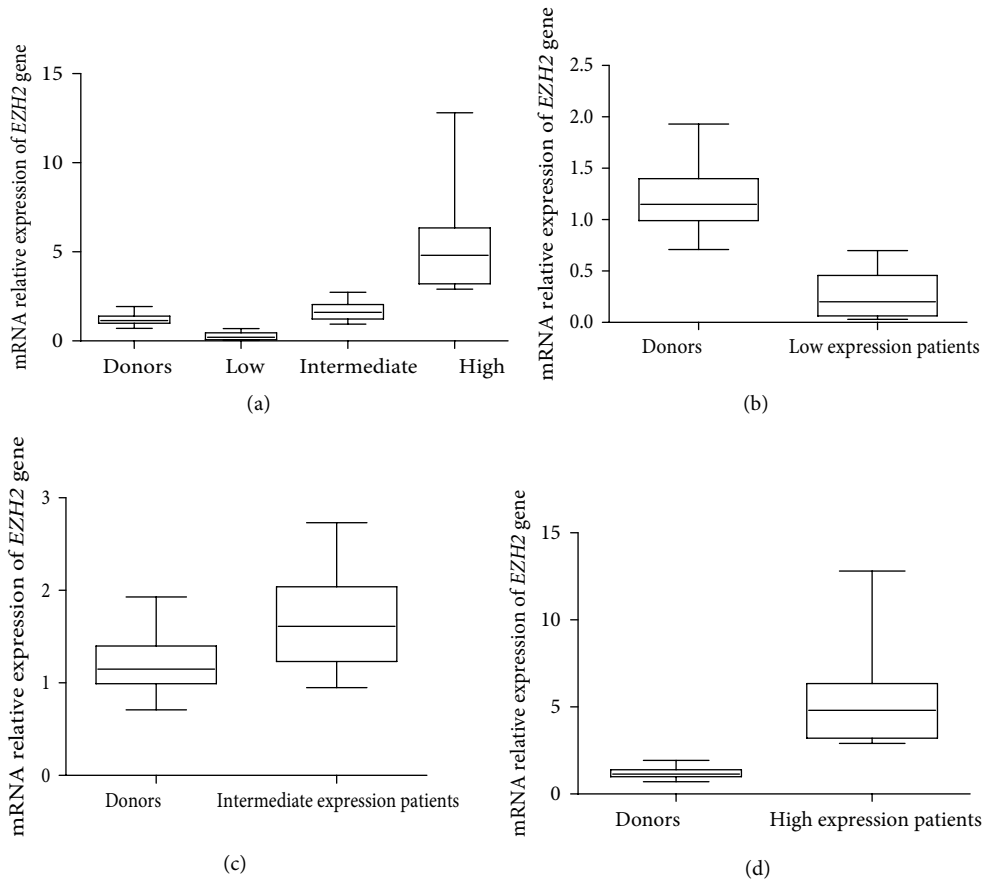 mRNA relative expression of EZH2 gene
15
10
5
0
Donors Low Intermediate High
(a)
mRNA relative expression of EZH2 gene
2.5
2.0
1.5
1.0
0.5
0.0
Donors Low expression patients
(b)
mRNA relative expression of EZH2 gene
3
2
1
0
Donors Intermediate expression patients
(c)
mRNA relative expression of EZH2 gene
15
10
5
0
Donors High expression patients
(d)